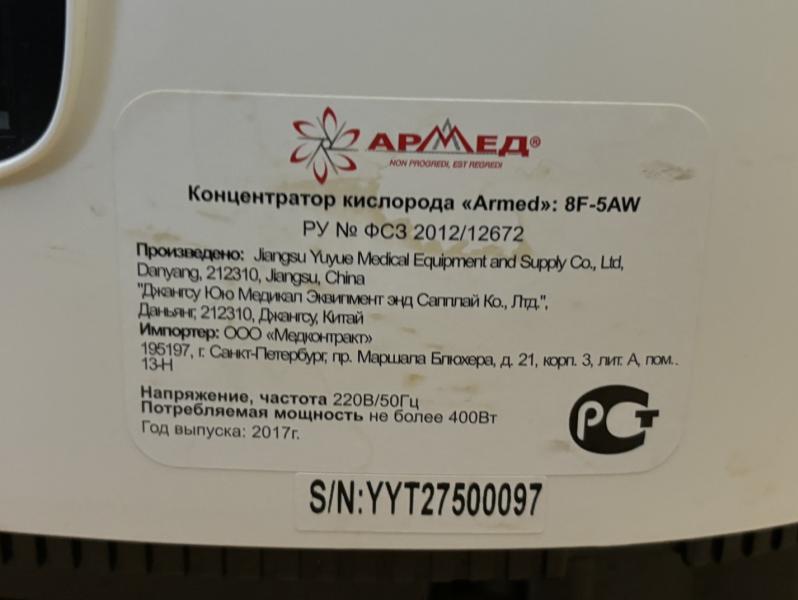 АРМЕД®
NON PROGREDI, EST REGREDI
Концентратор кислорода «Armed»: 8F-5AW
РУ № ФСЗ 2012/12672
Произведено: Jiangsu Yuyue Medical Equipment and Supply Co., Ltd,
Danyang, 212310, Jiangsu, China
"Джангсу Юю Медикал Эквипмент энд Сапплай Ко., Лтд.",
Даньянг, 212310, Джангсу, Китай
Импортер: ООО «Медконтракт»
195197, г. Санкт-Петербург, пр. Маршала Блюхера, д. 21, корп. 3, лит. А, пом..
13-Н
Напряжение, частота 220В/50Гц
Потребляемая мощность не более 400Вт
Год выпуска: 2017г.
РСТ
S/N:YYT27500097